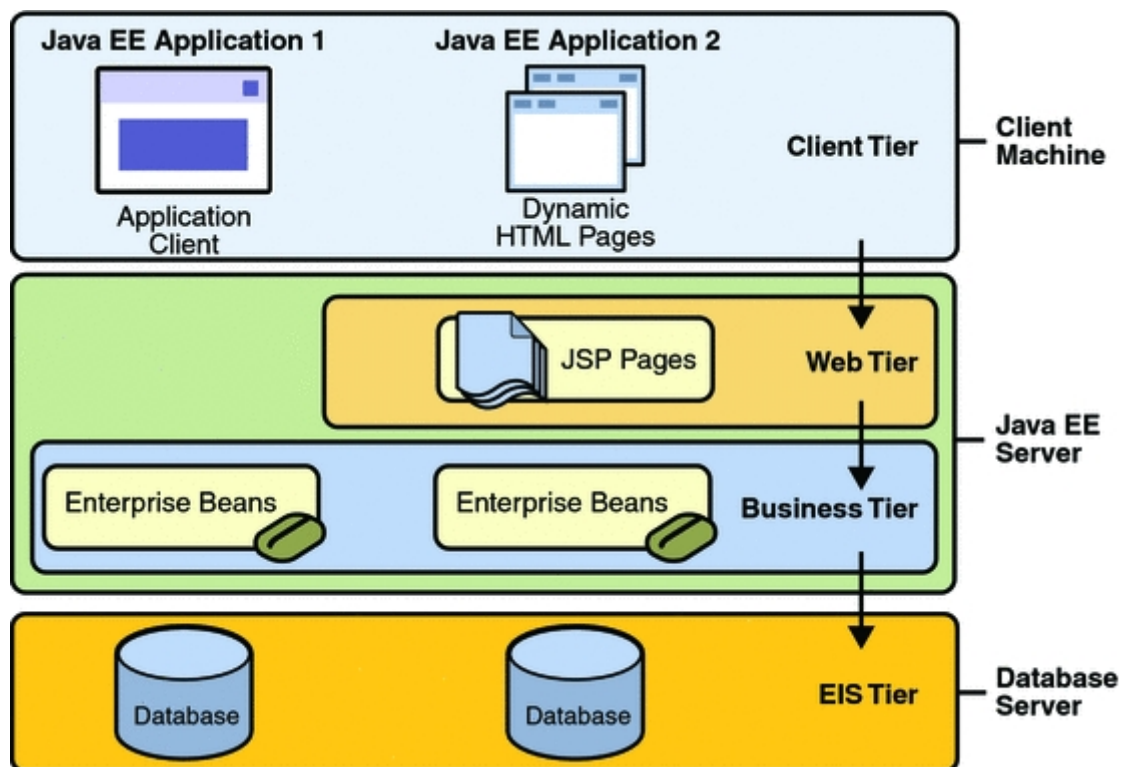 Java EE Application 1
Java EE Application 2
Application
Client
Dynamic
HTML Pages
Client Tier
Client
Machine
JSP Pages
Web Tier
Java EE
Server
Enterprise Beans
Enterprise Beans
Business Tier
Database
Database
EIS Tier
Database
Server